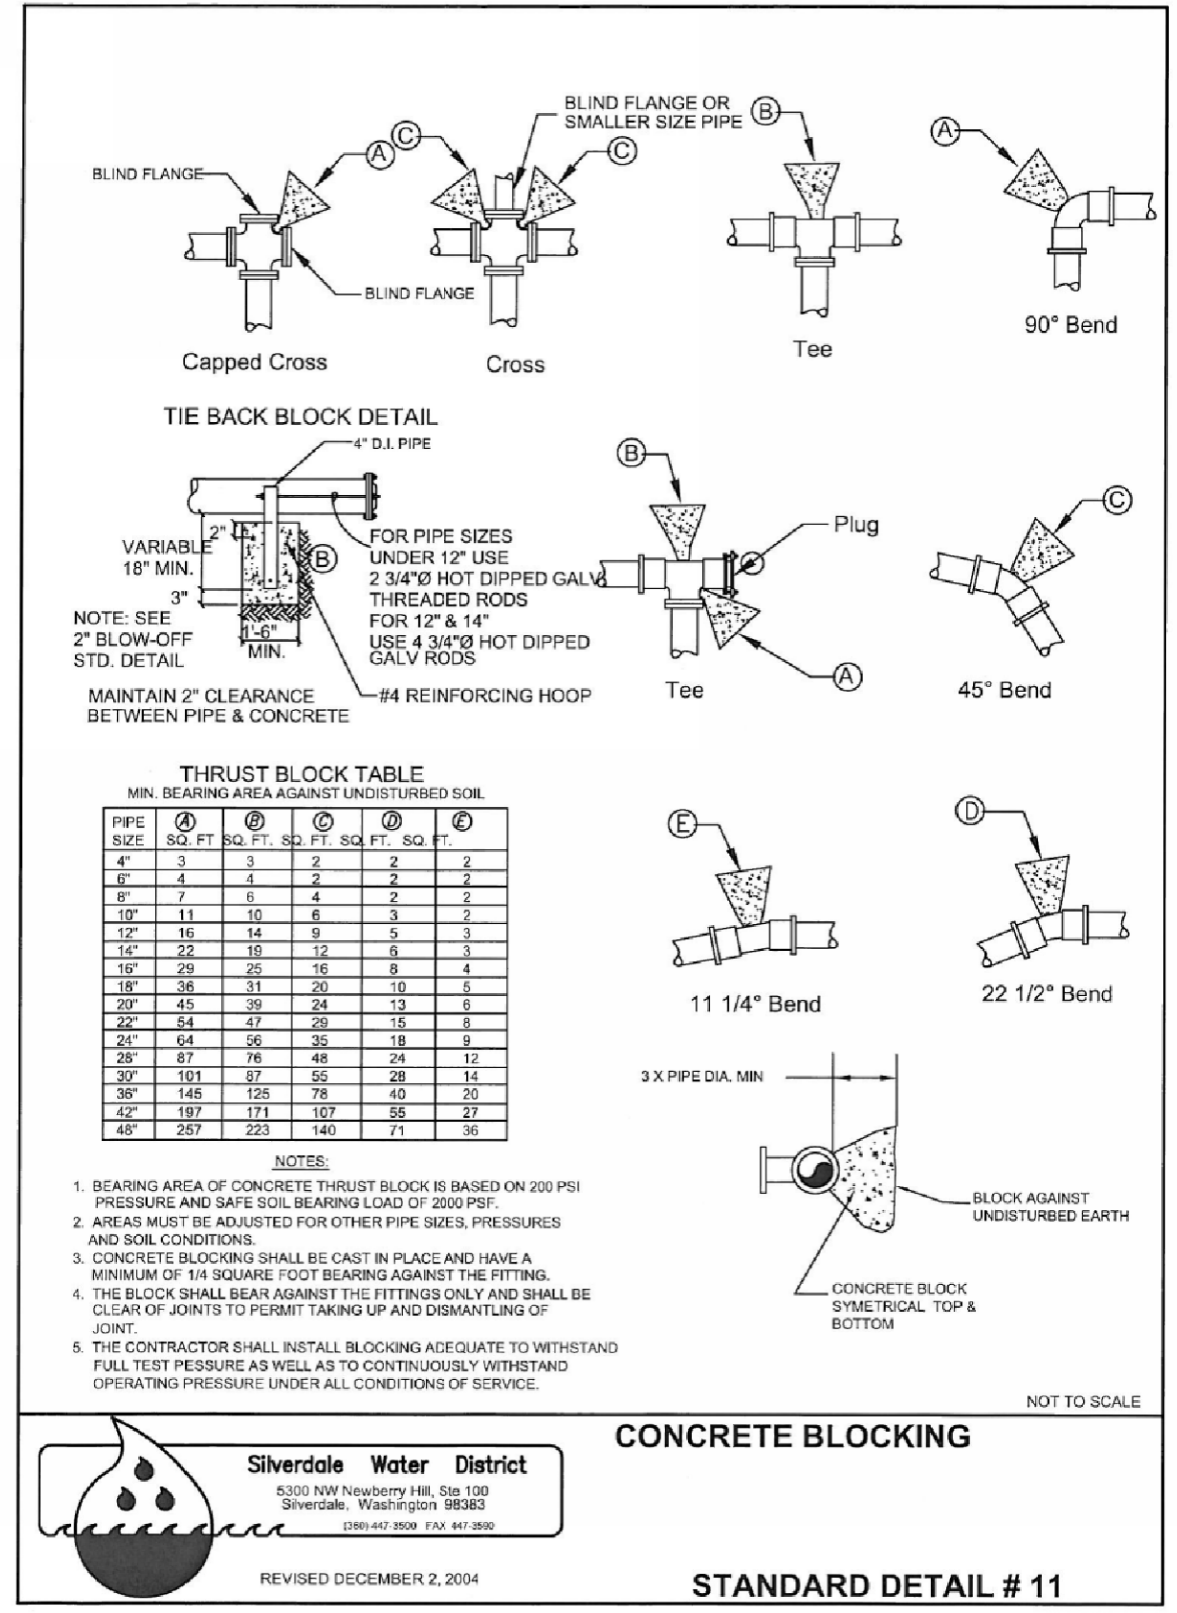 BLIND FLANGE OR
SMALLER SIZE PIPE
BLIND FLANGE
A
C
C
B
A
BLIND FLANGE
Capped Cross
Cross
Tee
90° Bend
TIE BACK BLOCK DETAIL
4" D.I. PIPE
2"
VARIABLE
18" MIN.
3"
B
1'-6"
MIN.
NOTE: SEE
2" BLOW-OFF
STD. DETAIL
FOR PIPE SIZES
UNDER 12" USE
2 3/4"Ø HOT DIPPED GALV
THREADED RODS
FOR 12" & 14"
USE 4 3/4"Ø HOT DIPPED
GALV RODS
MAINTAIN 2" CLEARANCE
BETWEEN PIPE & CONCRETE
#4 REINFORCING HOOP
B
Plug
A
Tee
C
45° Bend
THRUST BLOCK TABLE
MIN. BEARING AREA AGAINST UNDISTURBED SOIL
PIPE A B C D E
SIZE SQ. FT SQ. FT. SQ. FT. SQ. FT. SQ. FT.
4" 3 3 2 2 2
6" 4 4 2 2 2
8" 7 6 4 2 2
10" 11 10 6 3 2
12" 16 14 9 5 3
14" 22 19 12 6 3
16" 29 25 16 8 4
18" 36 31 20 10 5
20" 45 39 24 13 6
22" 54 47 29 15 8
24" 64 56 35 18 9
28" 87 76 48 24 12
30" 101 87 55 28 14
36" 145 125 78 40 20
42" 197 171 107 55 27
48" 257 223 140 71 36
E
11 1/4° Bend
D
22 1/2° Bend
3 X PIPE DIA. MIN
BLOCK AGAINST
UNDISTURBED EARTH
CONCRETE BLOCK
SYMETRICAL TOP &
BOTTOM
NOTES:
1. BEARING AREA OF CONCRETE THRUST BLOCK IS BASED ON 200 PSI
PRESSURE AND SAFE SOIL BEARING LOAD OF 2000 PSF.
2. AREAS MUST BE ADJUSTED FOR OTHER PIPE SIZES, PRESSURES
AND SOIL CONDITIONS.
3. CONCRETE BLOCKING SHALL BE CAST IN PLACE AND HAVE A
MINIMUM OF 1/4 SQUARE FOOT BEARING AGAINST THE FITTING.
4. THE BLOCK SHALL BEAR AGAINST THE FITTINGS ONLY AND SHALL BE
CLEAR OF JOINTS TO PERMIT TAKING UP AND DISMANTLING OF
JOINT.
5. THE CONTRACTOR SHALL INSTALL BLOCKING ADEQUATE TO WITHSTAND
FULL TEST PESSURE AS WELL AS TO CONTINUOUSLY WITHSTAND
OPERATING PRESSURE UNDER ALL CONDITIONS OF SERVICE.
NOT TO SCALE
CONCRETE BLOCKING
Silverdale Water District
5300 NW Newberry Hill, Ste 100
Silverdale, Washington 98383
(360) 447-3500 FAX 447-3590
REVISED DECEMBER 2, 2004
STANDARD DETAIL # 11